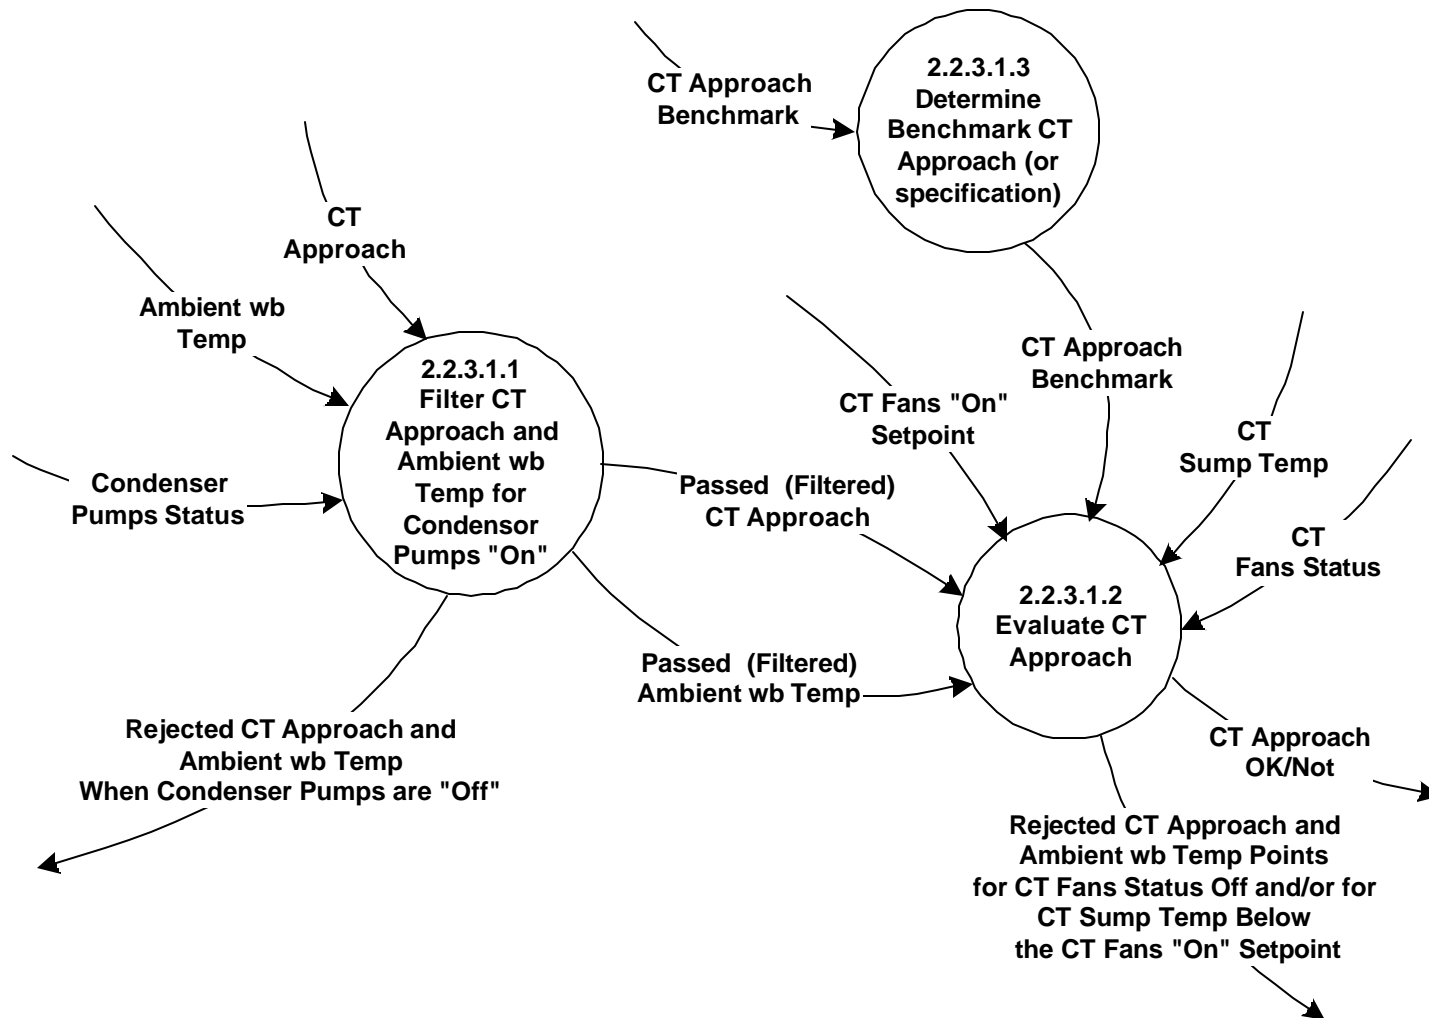 2.2.3.1.3
Determine
Benchmark CT
Approach (or
specification)
CT Approach
Benchmark
CT
Approach
Ambient wb
Temp
2.2.3.1.1
Filter CT
Approach and
Ambient wb
Temp for
Condensor
Pumps "On"
Condenser
Pumps Status
CT Approach
Benchmark
CT Fans "On"
Setpoint
CT
Sump Temp
CT
Fans Status
Passed (Filtered)
CT Approach
2.2.3.1.2
Evaluate CT
Approach
Passed (Filtered)
Ambient wb Temp
Rejected CT Approach and
Ambient wb Temp
When Condenser Pumps are "Off"
CT Approach
OK/Not
Rejected CT Approach and
Ambient wb Temp Points
for CT Fans Status Off and/or for
CT Sump Temp Below
the CT Fans "On" Setpoint